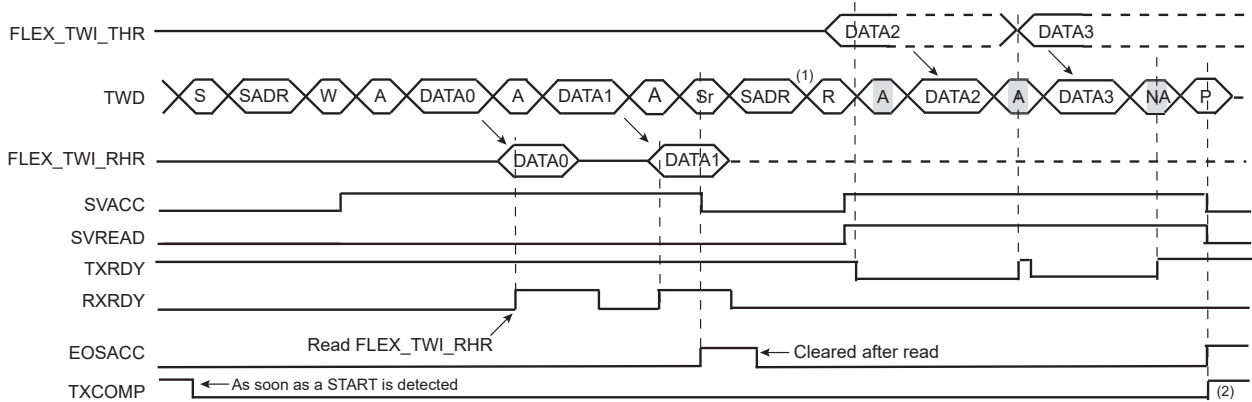 FLEX_TWI_THR DATA2 DATA3
(1)
TWD S SADR W A DATA0 A DATA1 A Sr SADR R A DATA2 A DATA3 NA P
FLEX_TWI_RHR DATA0 DATA1
SVACC
SVREAD
TXRDY
RXRDY
Read FLEX_TWI_RHR
EOSACC Cleared after read
TXCOMP As soon as a START is detected (2)